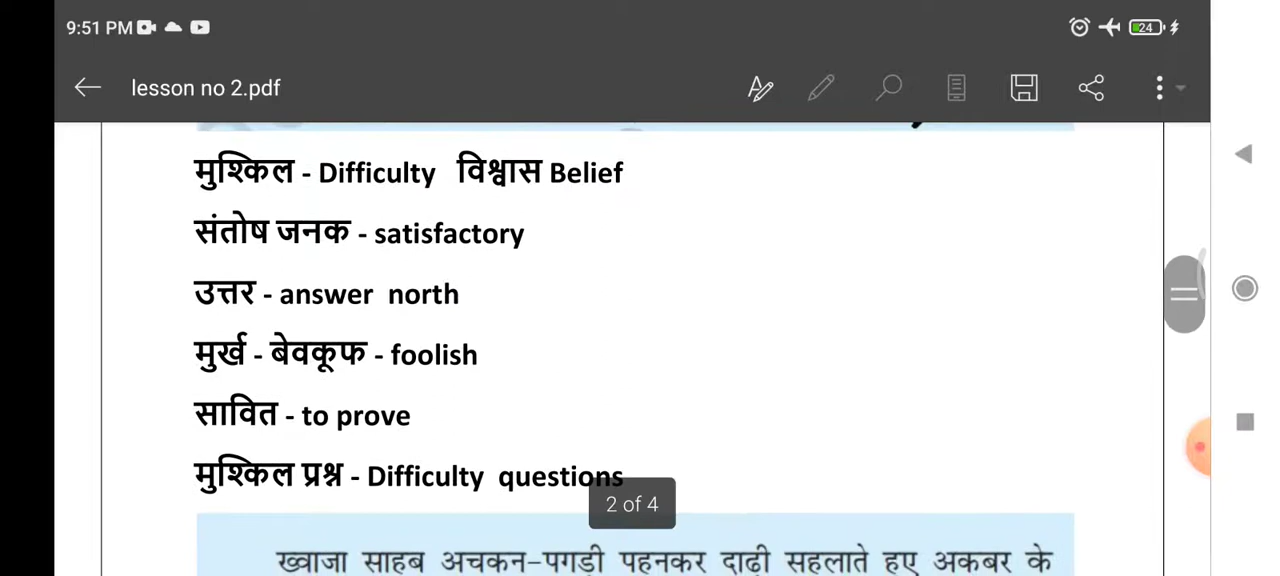 9:51 PM
24
lesson no 2.pdf
मुश्किल - Difficulty विश्वास Belief
संतोष जनक - satisfactory
उत्तर - answer north
मुर्ख - बेवकूफ - foolish
सावित - to prove
मुश्किल प्रश्न - Difficulty questions
2 of 4
ख्वाजा साहब अचकन-पगड़ी पहनकर दाढ़ी सहलाते हुए अकबर के